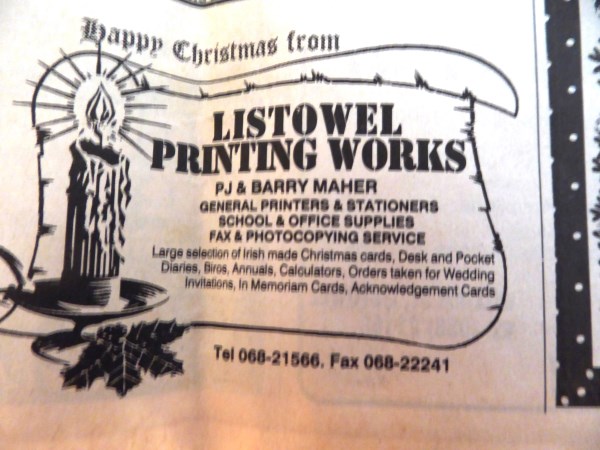 Happy Christmas from
LISTOWEL
PRINTING WORKS
PJ & BARRY MAHER
GENERAL PRINTERS & STATIONERS
SCHOOL & OFFICE SUPPLIES
FAX & PHOTOCOPYING SERVICE
Large selection of Irish made Christmas cards, Desk and Pocket
Diaries, Biros, Annuals, Calculators, Orders taken for Wedding
Invitations, In Memoriam Cards, Acknowledgement Cards
Tel 068-21566. Fax 068-22241